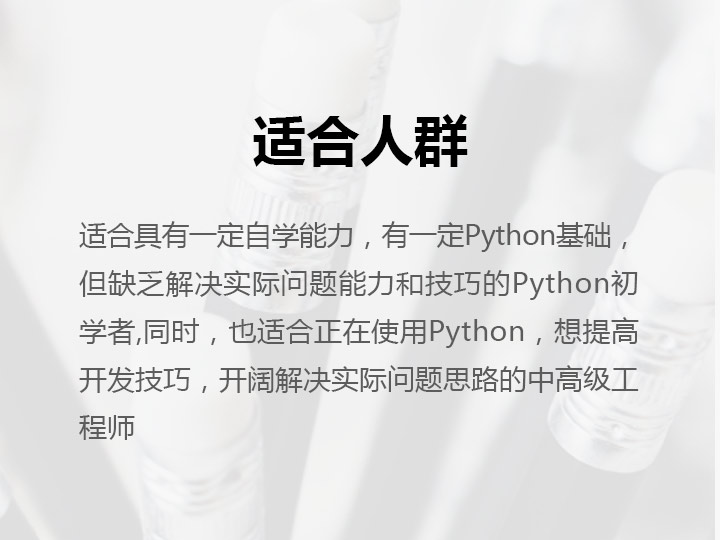 适合人群
适合具有一定自学能力，有一定Python基础，
但缺乏解决实际问题能力和技巧的Python初
学者,同时，也适合正在使用Python，想提高
开发技巧，开阔解决实际问题思路的中高级工
程师